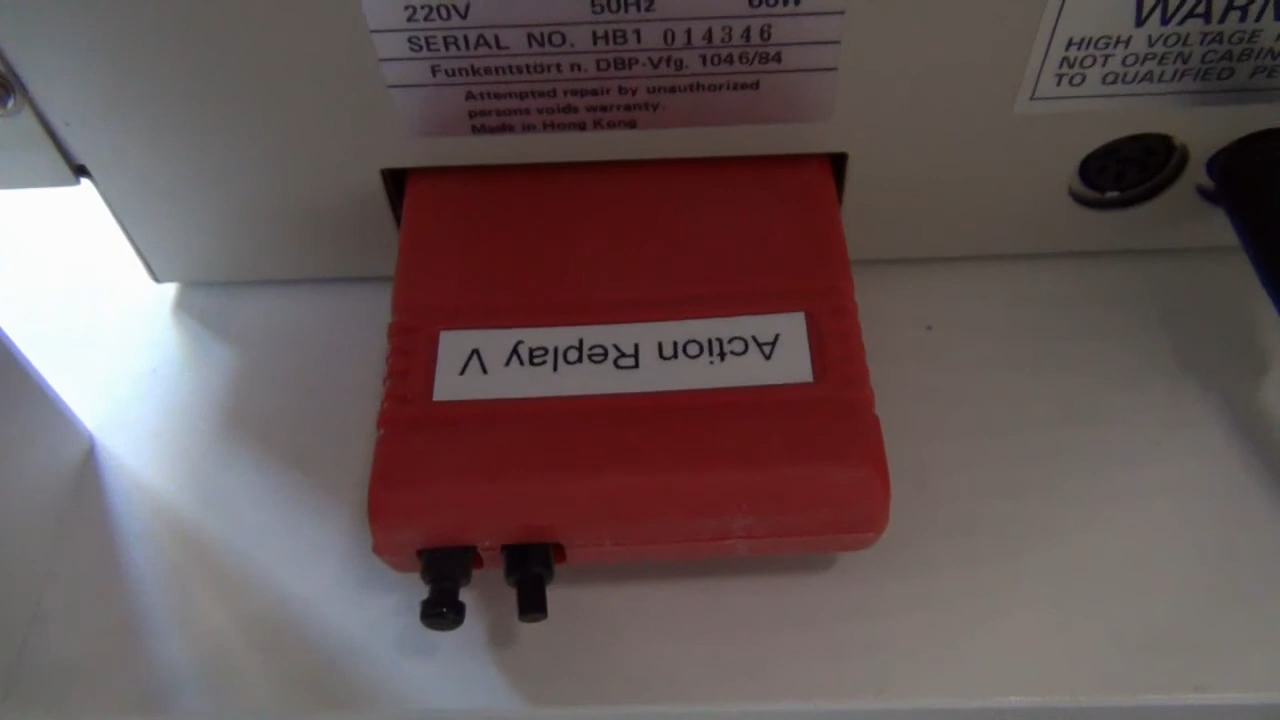 220V 50Hz
SERIAL NO. HB1 014346
Funkentstört n. DBP-Vfg. 1046/84
Attempted repair by unauthorized
persons voids warranty.
Made in Hong Kong
WARN
HIGH VOLTAGE
NOT OPEN CABIN
TO QUALIFIED PE
Action Replay V